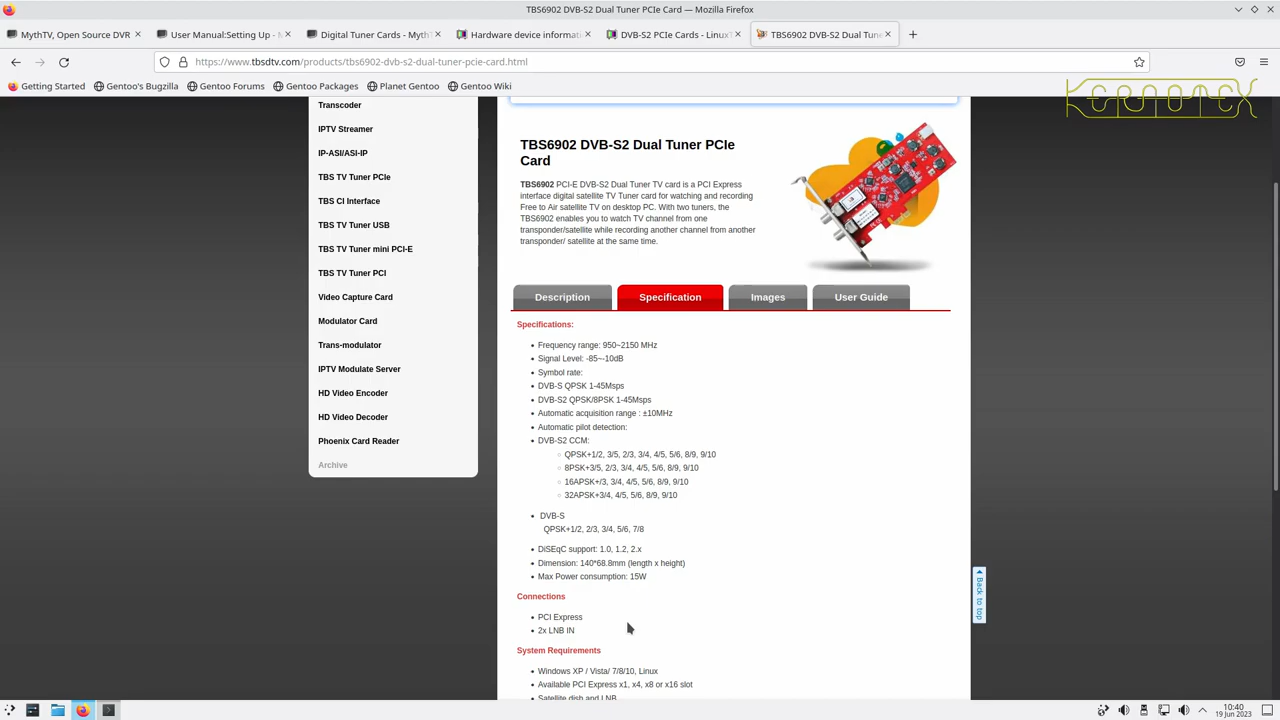 TBS6902 DVB-S2 Dual Tuner PCIe Card — Mozilla Firefox
MythTV, Open Source DVR
User Manual:Setting Up -
Digital Tuner Cards - MythT
Hardware device informati
DVB-S2 PCIe Cards - LinuxT
TBS6902 DVB-S2 Dual Tun
https://www.tbsdtv.com/products/tbs6902-dvb-s2-dual-tuner-pcie-card.html
Getting Started
Gentoo's Bugzilla
Gentoo Forums
Gentoo Packages
Planet Gentoo
Gentoo Wiki
Transcoder
IPTV Streamer
IP-ASI/ASI-IP
TBS TV Tuner PCIe
TBS CI Interface
TBS TV Tuner USB
TBS TV Tuner mini PCI-E
TBS TV Tuner PCI
Video Capture Card
Modulator Card
Trans-modulator
IPTV Modulate Server
HD Video Encoder
HD Video Decoder
Phoenix Card Reader
Archive
TBS6902 DVB-S2 Dual Tuner PCIe
Card
TBS6902 PCI-E DVB-S2 Dual Tuner TV card is a PCI Express
interface digital satellite TV Tuner card for watching and recording
Free to Air satellite TV on desktop PC. With two tuners, the
TBS6902 enables you to watch TV channel from one
transponder/satellite while recording another channel from another
transponder/ satellite at the same time.
Description
Specification
Images
User Guide
Specifications:
Frequency range: 950~2150 MHz
Signal Level: -85~-10dB
Symbol rate:
DVB-S QPSK 1-45Msps
DVB-S2 QPSK/8PSK 1-45Msps
Automatic acquisition range : ±10MHz
Automatic pilot detection:
DVB-S2 CCM:
QPSK+1/2, 3/5, 2/3, 3/4, 4/5, 5/6, 8/9, 9/10
8PSK+3/5, 2/3, 3/4, 4/5, 5/6, 8/9, 9/10
16APSK+/3, 3/4, 4/5, 5/6, 8/9, 9/10
32APSK+3/4, 4/5, 5/6, 8/9, 9/10
DVB-S
QPSK+1/2, 2/3, 3/4, 5/6, 7/8
DiSEqC support: 1.0, 1.2, 2.x
Dimension: 140*68.8mm (length x height)
Max Power consumption: 15W
Connections
PCI Express
2x LNB IN
System Requirements
Windows XP / Vista/ 7/8/10, Linux
Available PCI Express x1, x4, x8 or x16 slot
Satellite dish and LNB
Back to top
10:40
19 Jun 2023